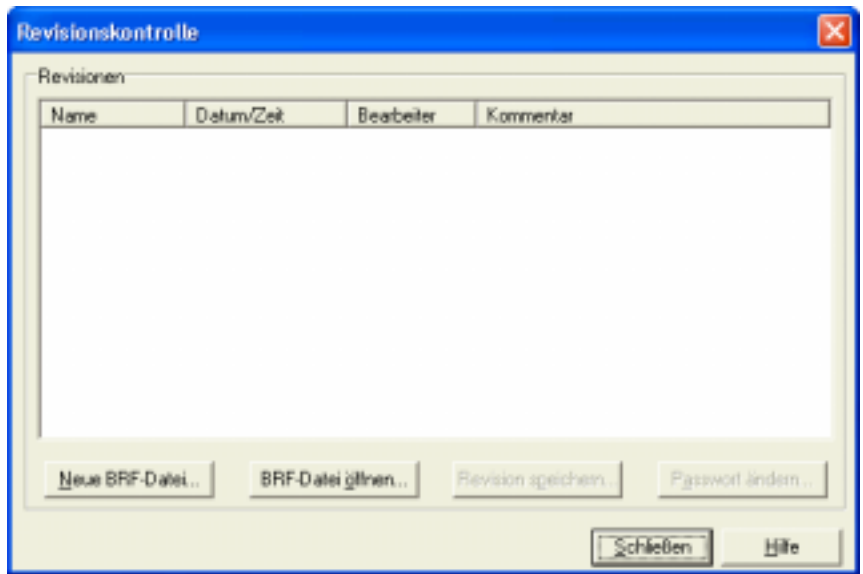 Revisionskontrolle
Revisionen
Name Datum/Zeit Bearbeiter Kommentar
Neue BRF-Datei... BRF-Datei öffnen... Revision speichern... Passwort ändern...
Schließen Hilfe